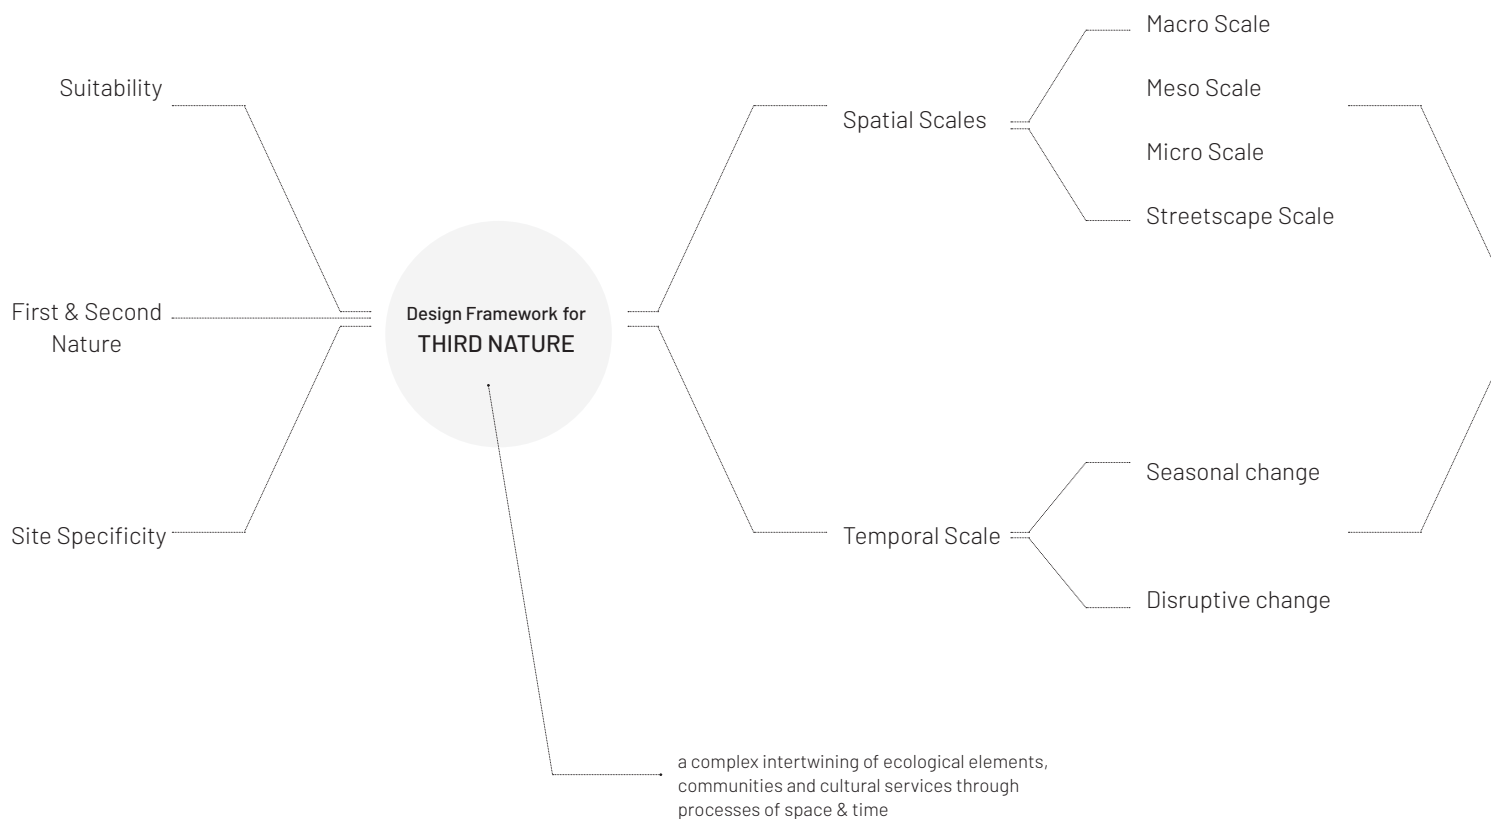 Suitability
First & Second
Nature
Site Specificity
Design Framework for
THIRD NATURE
Spatial Scales
Macro Scale
Meso Scale
Micro Scale
Streetscape Scale
Temporal Scale
Seasonal change
Disruptive change
a complex intertwining of ecological elements,
communities and cultural services through
processes of space & time